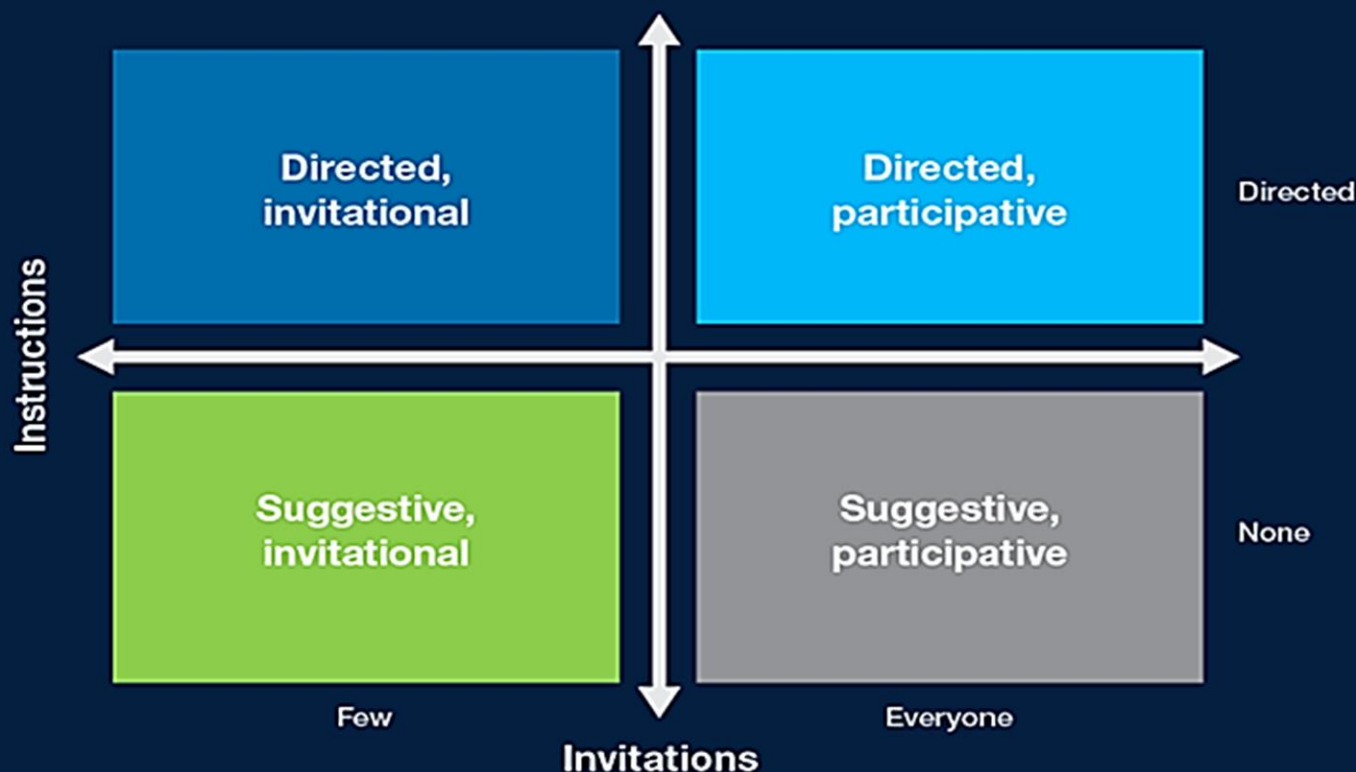 Directed,
invitational
Directed,
participative
Directed
Instructions
Suggestive,
invitational
Suggestive,
participative
None
Few
Everyone
Invitations